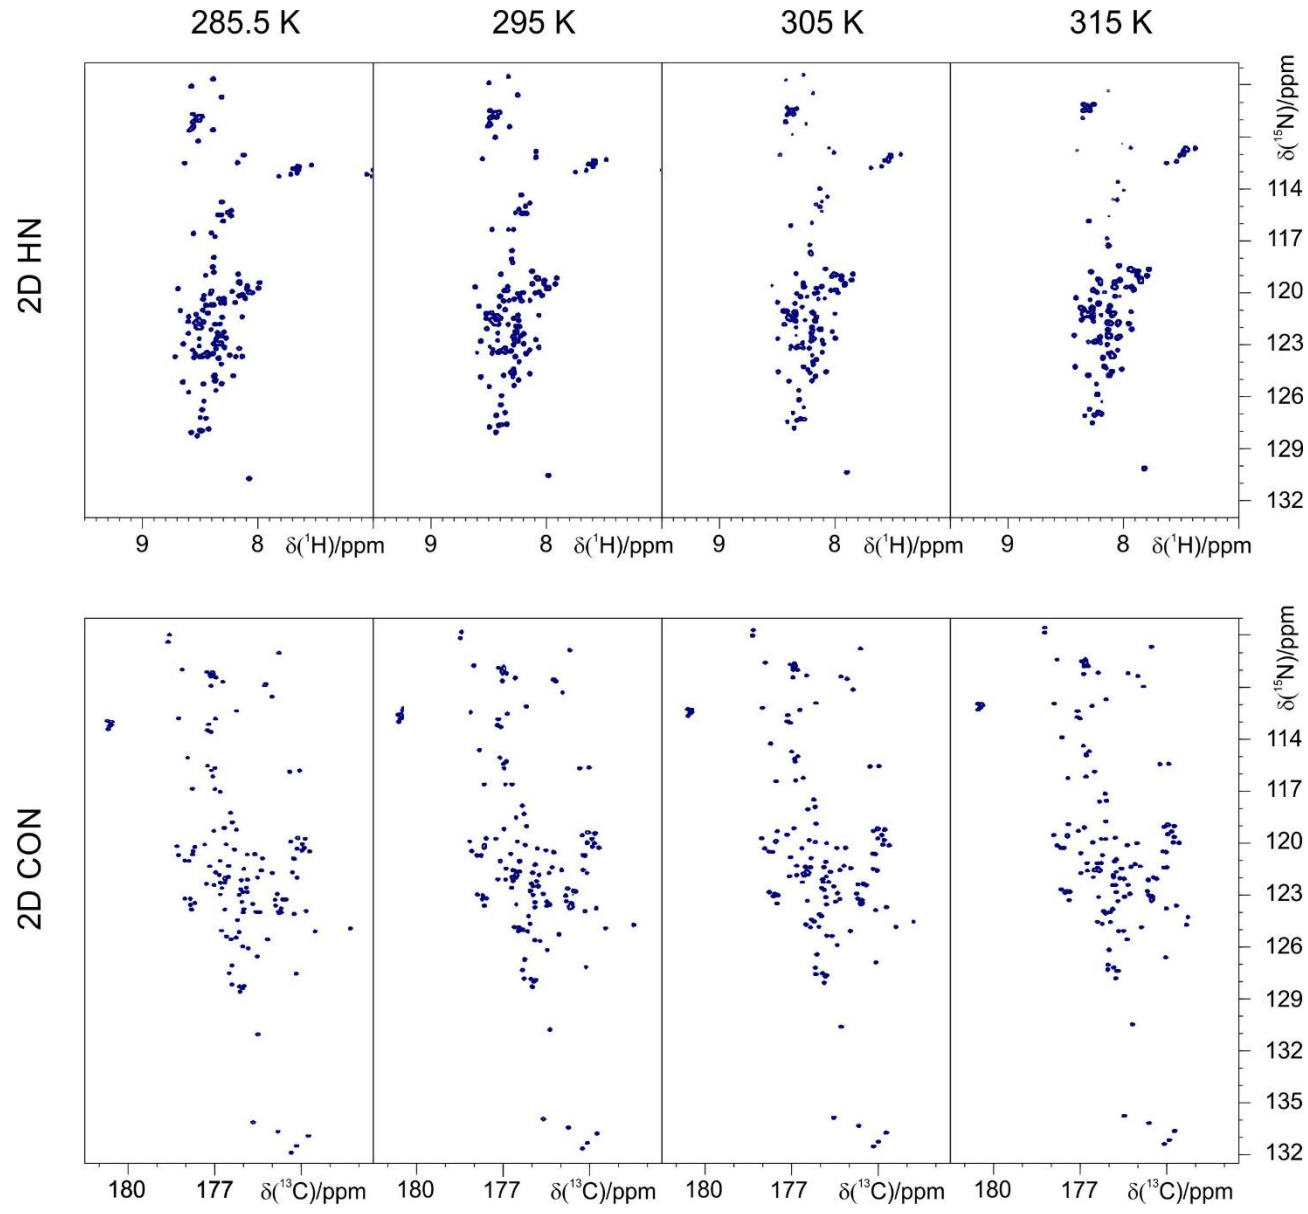 285.5 K 295 K 305 K 315 K
2D HN
δ(¹⁵N)/ppm
114
117
120
123
126
129
132
9 8 δ(¹H)/ppm 9 8 δ(¹H)/ppm 9 8 δ(¹H)/ppm 9 8 δ(¹H)/ppm
2D CON
δ(¹⁵N)/ppm
114
117
120
123
126
129
132
135
132
180 177 δ(¹³C)/ppm 180 177 δ(¹³C)/ppm 180 177 δ(¹³C)/ppm 180 177 δ(¹³C)/ppm